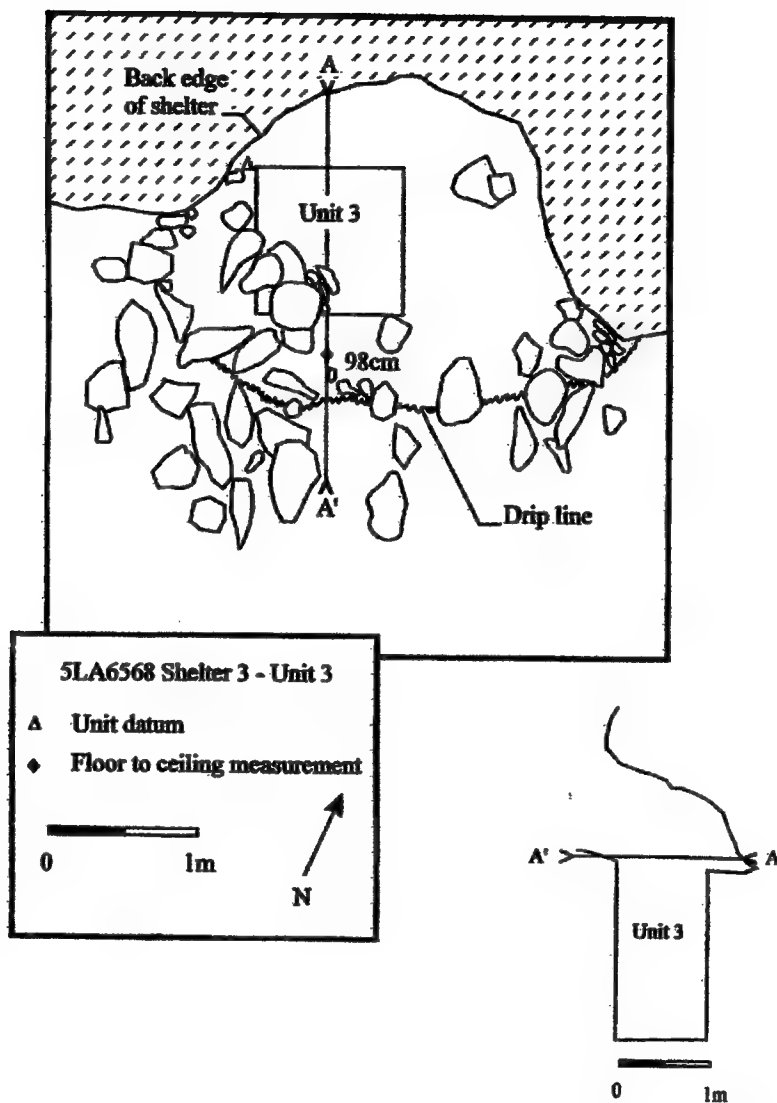 A
Back edge
of shelter
Unit 3
98cm
A'
Drip line
5LA6568 Shelter 3 - Unit 3
Δ Unit datum
◆ Floor to ceiling measurement
0 1m
N
A' A
Unit 3
0 1m